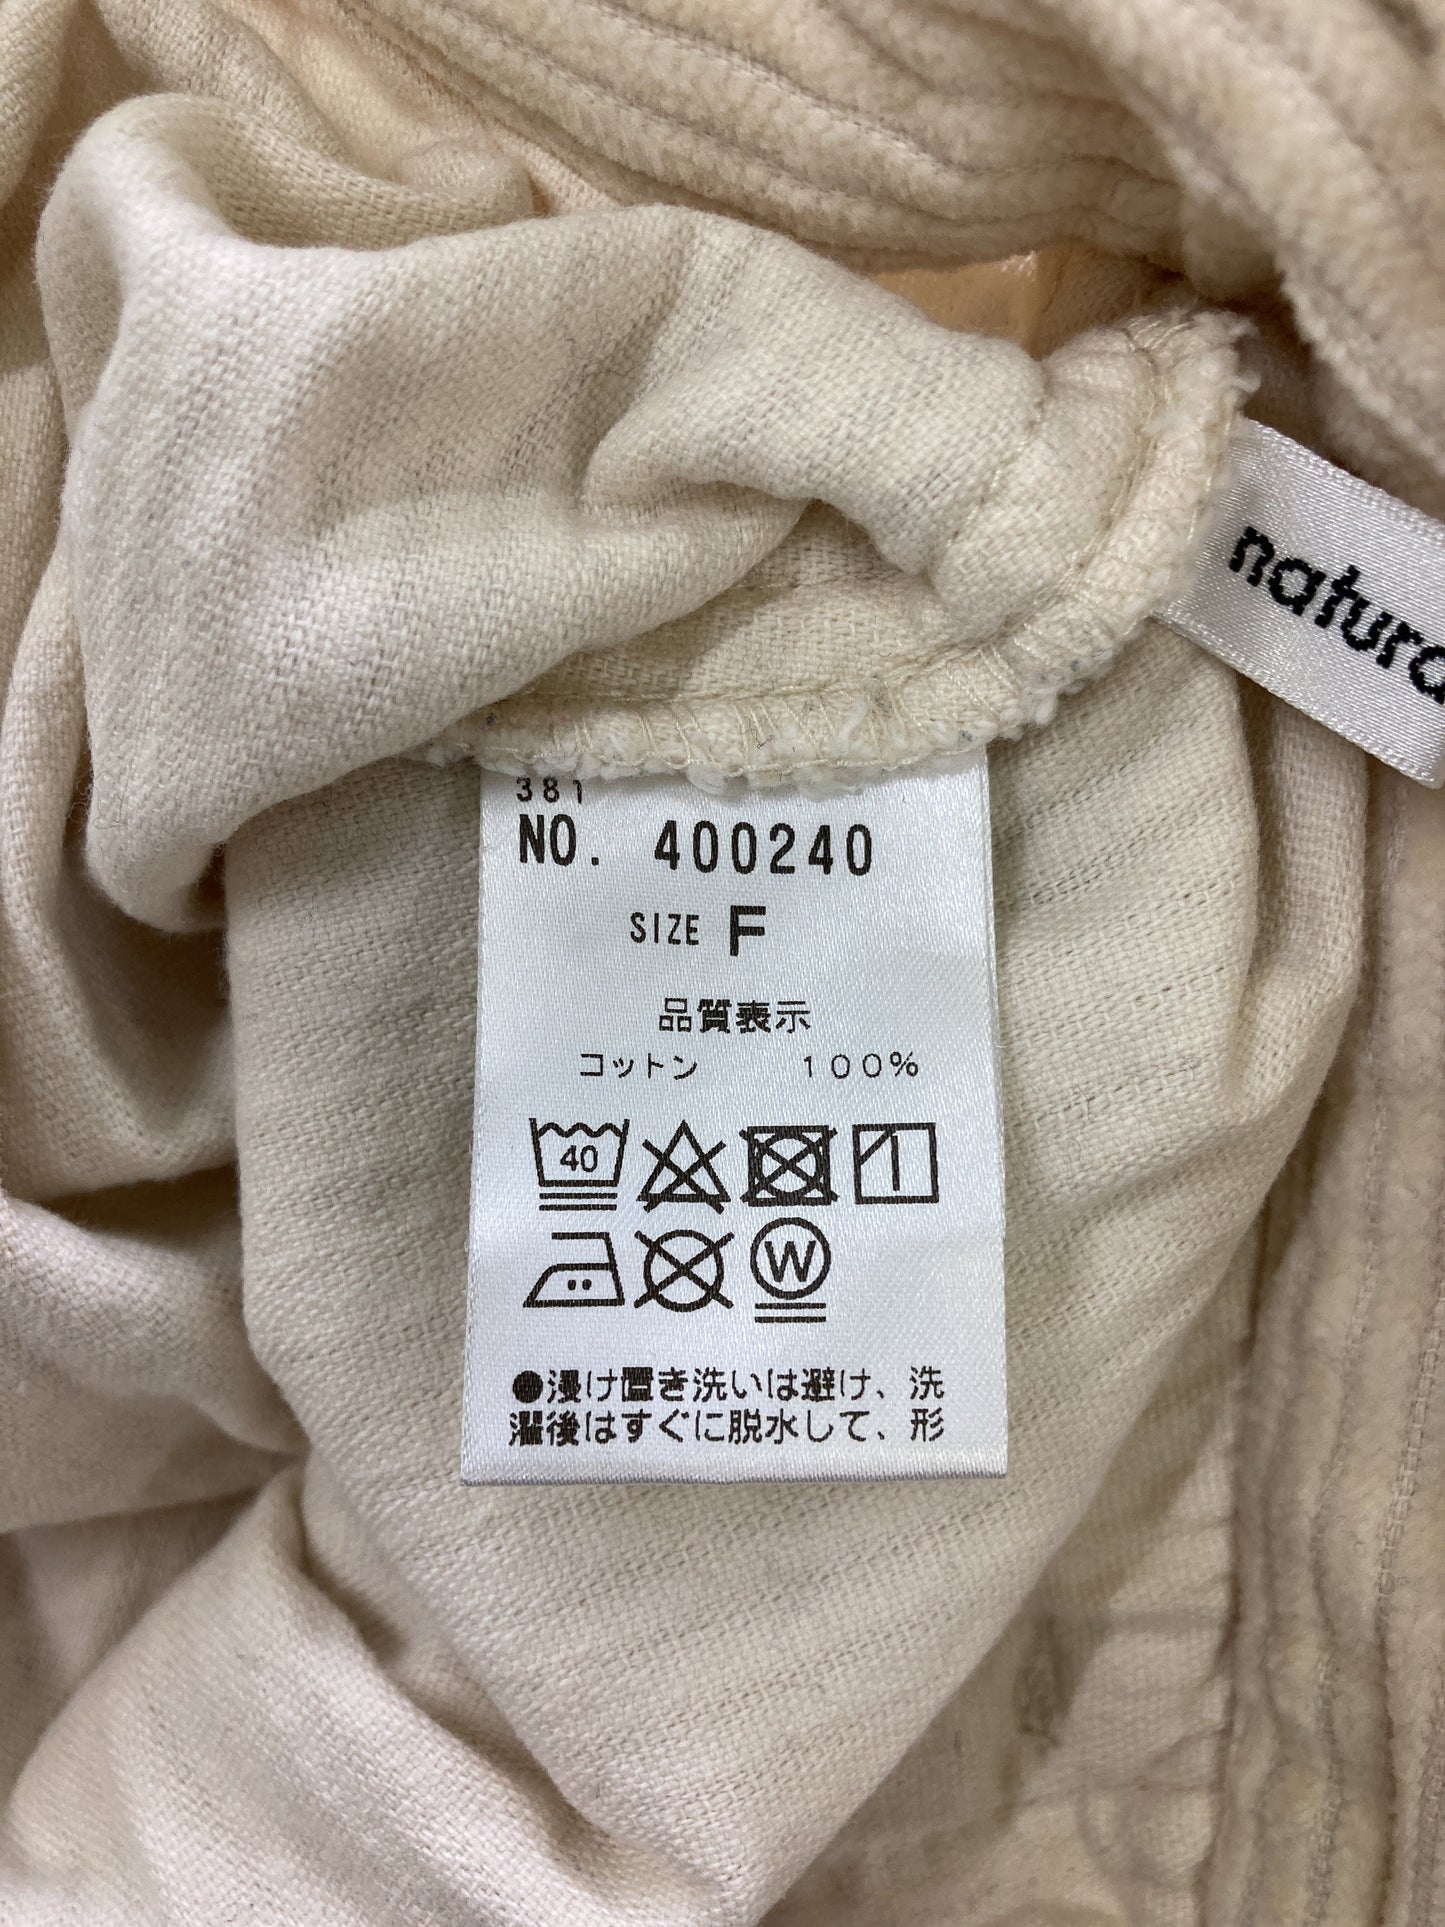 natura
381
NO. 400240
SIZE F
品質表示
コットン 100%
40
W
●浸け置き洗いは避け、洗
濯後はすぐに脱水して、形